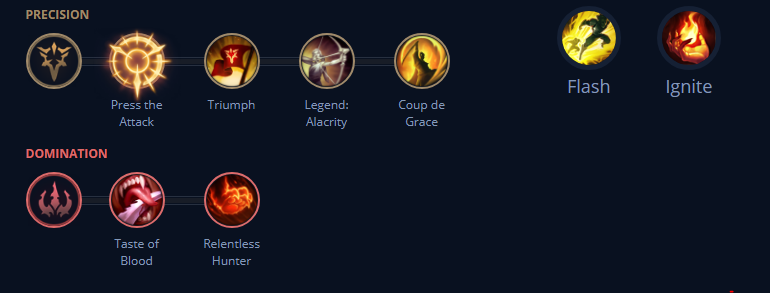 PRECISION
Press the
Attack
Triumph
Legend:
Alacrity
Coup de
Grace
Flash
Ignite
DOMINATION
Taste of
Blood
Relentless
Hunter